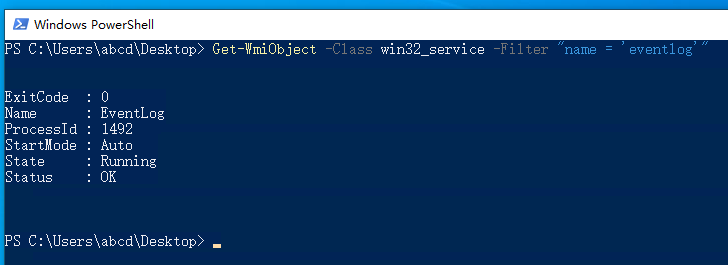 Windows PowerShell
PS C:\Users\abcd\Desktop> Get-WmiObject -Class win32_service -Filter "name = 'eventlog'"
ExitCode  : 0
Name      : EventLog
ProcessId : 1492
StartMode : Auto
State     : Running
Status    : OK
PS C:\Users\abcd\Desktop>